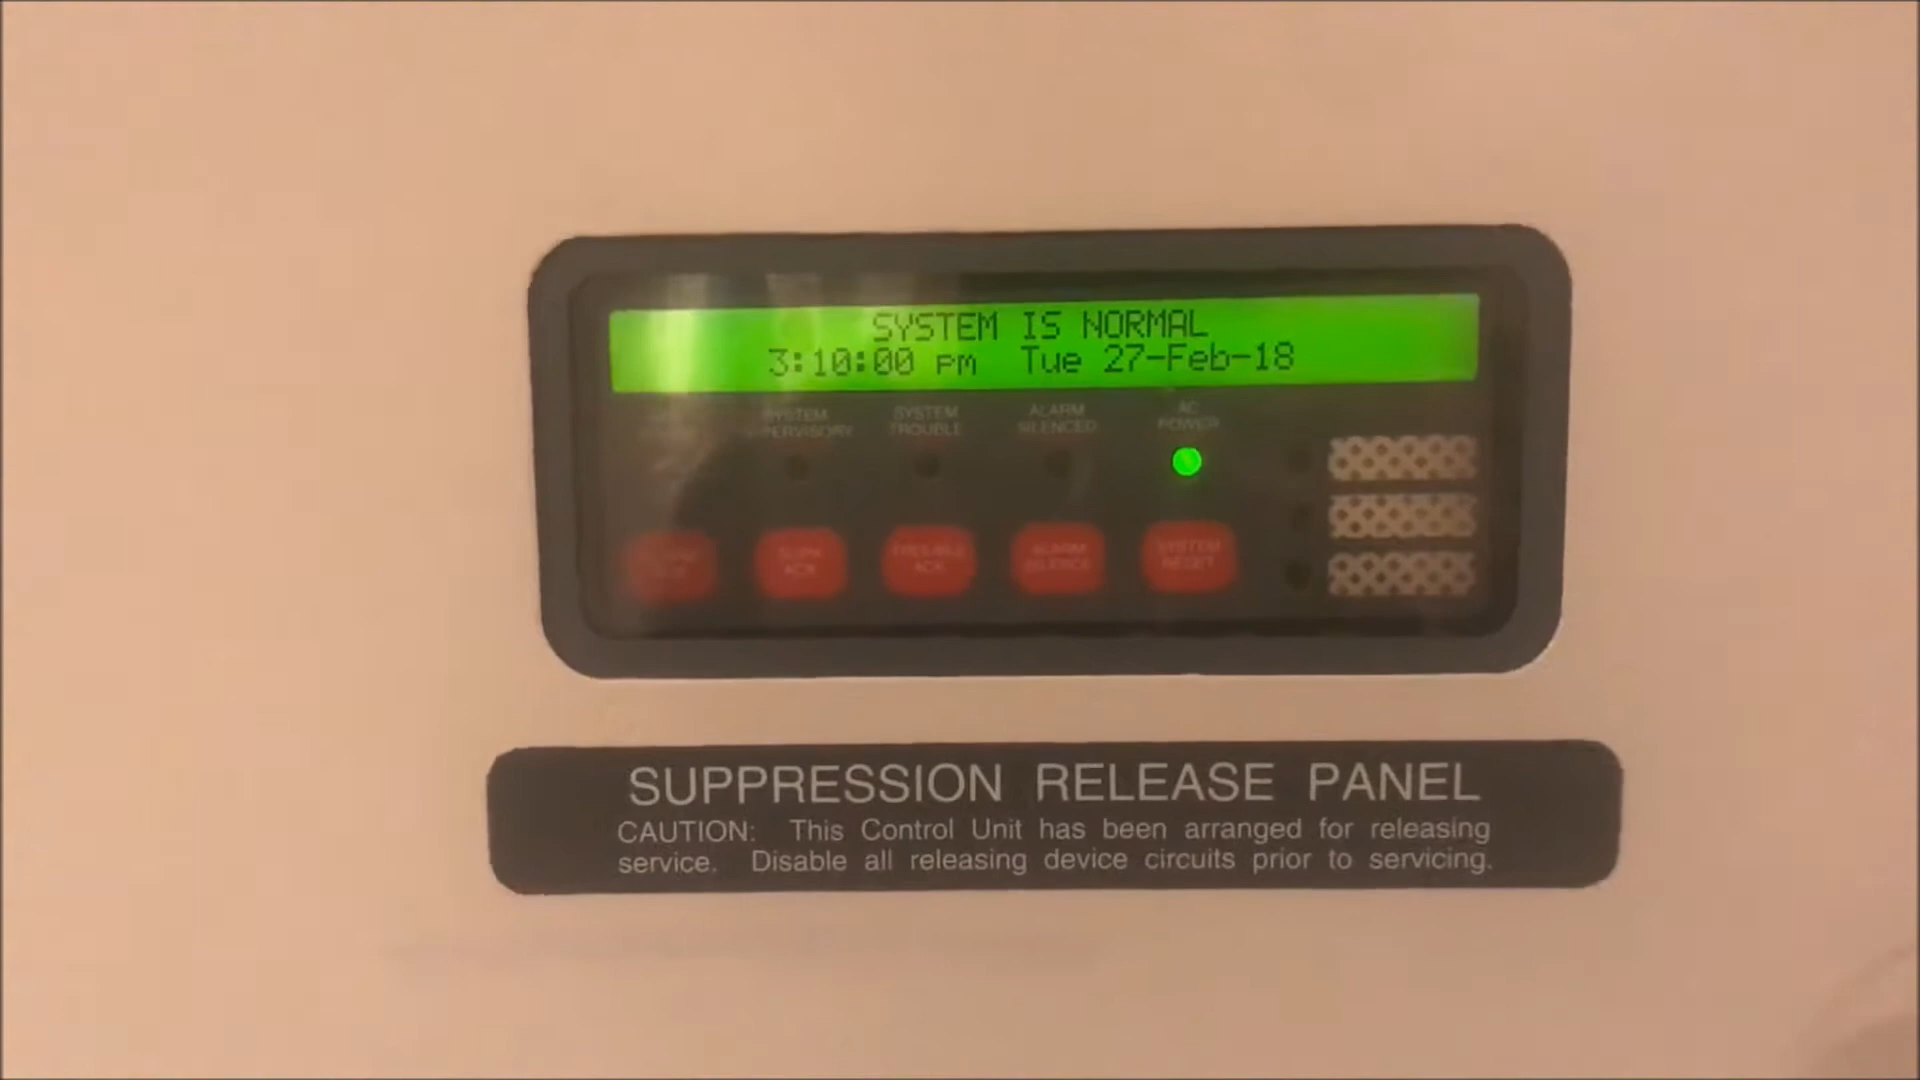 SYSTEM IS NORMAL
3:10:00 pm Tue 27-Feb-18
SYSTEM
SYSTEM
ALARM
AC
SUPERVISORY
TROUBLE
SILENCED
POWER
TROUBLE
ALARM
SYSTEM
ACK
ACK
SILENCE
RESET
SUPPRESSION RELEASE PANEL
CAUTION: This Control Unit has been arranged for releasing
service. Disable all releasing device circuits prior to servicing.